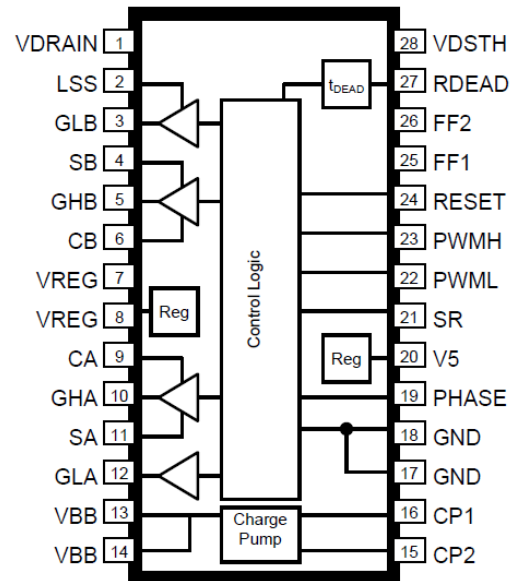 VDRAIN 1
LSS 2
GLB 3
SB 4
GHB 5
CB 6
VREG 7
VREG 8
CA 9
GHA 10
SA 11
GLA 12
VBB 13
VBB 14
tDEAD
Control Logic
Reg
Reg
Charge
Pump
28 VDSTH
27 RDEAD
26 FF2
25 FF1
24 RESET
23 PWMH
22 PWML
21 SR
20 V5
19 PHASE
18 GND
17 GND
16 CP1
15 CP2